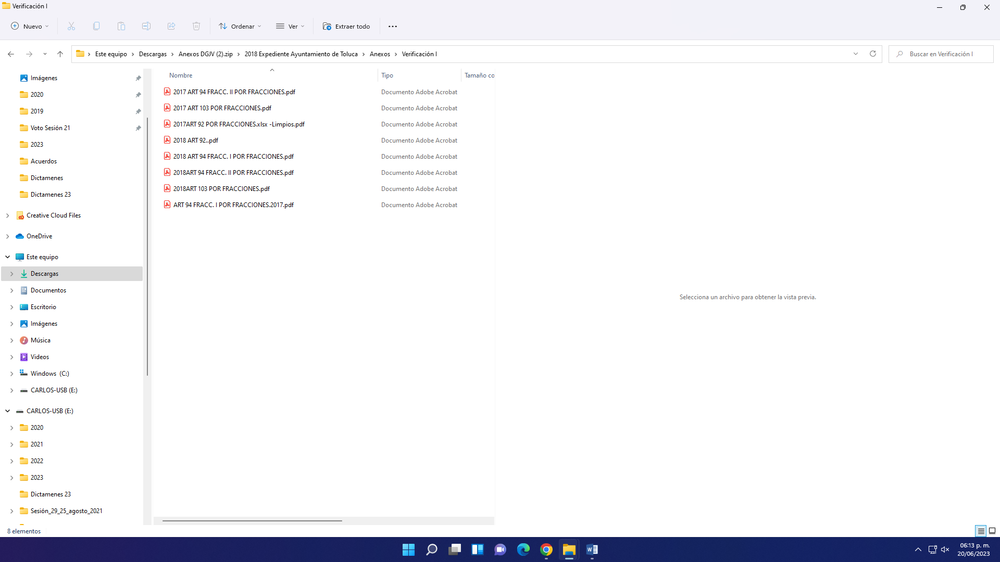 Verificación I
Nuevo
Ordenar
Ver
Extraer todo
Este equipo > Descargas > Anexos DGJV (2).zip > 2018 Expediente Ayuntamiento de Toluca > Anexos > Verificación I
Buscar en Verificación I
Imágenes
2020
2019
Voto Sesión 21
2023
Acuerdos
Dictamenes
Dictamenes 23
Creative Cloud Files
OneDrive
Este equipo
Descargas
Documentos
Escritorio
Imágenes
Música
Videos
Windows (C:)
CARLOS-USB (E:)
CARLOS-USB (E:)
2020
2021
2022
2023
Dictamenes 23
Sesión_29_25_agosto_2021
Nombre Tipo Tamaño co
2017 ART 94 FRACC. II POR FRACCIONES.pdf Documento Adobe Acrobat
2017 ART 103 POR FRACCIONES.pdf Documento Adobe Acrobat
2017ART 92 POR FRACCIONES.xlsx -Limpios.pdf Documento Adobe Acrobat
2018 ART 92..pdf Documento Adobe Acrobat
2018 ART 94 FRACC. I POR FRACCIONES.pdf Documento Adobe Acrobat
2018ART 94 FRACC. II POR FRACCIONES.pdf Documento Adobe Acrobat
2018ART 103 POR FRACCIONES.pdf Documento Adobe Acrobat
ART 94 FRACC. I POR FRACCIONES.2017.pdf Documento Adobe Acrobat
Selecciona un archivo para obtener la vista previa.
8 elementos
06:13 p. m.
20/06/2023